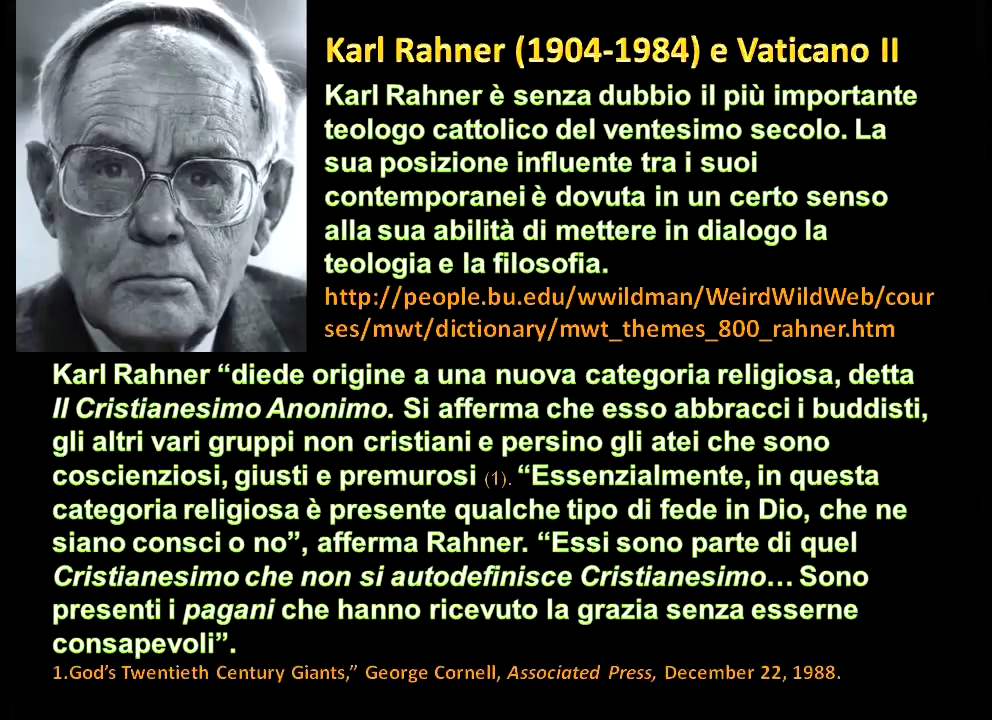 Karl Rahner (1904-1984) e Vaticano II
Karl Rahner è senza dubbio il più importante
teologo cattolico del ventesimo secolo. La
sua posizione influente tra i suoi
contemporanei è dovuta in un certo senso
alla sua abilità di mettere in dialogo la
teologia e la filosofia.
http://people.bu.edu/wwildman/WeirdWildWeb/cour
ses/mwt/dictionary/mwt_themes_800_rahner.htm
Karl Rahner “diede origine a una nuova categoria religiosa, detta
Il Cristianesimo Anonimo. Si afferma che esso abbracci i buddisti,
gli altri vari gruppi non cristiani e persino gli atei che sono
coscienziosi, giusti e premurosi (1). “Essenzialmente, in questa
categoria religiosa è presente qualche tipo di fede in Dio, che ne
siano consci o no”, afferma Rahner. “Essi sono parte di quel
Cristianesimo che non si autodefinisce Cristianesimo… Sono
presenti i pagani che hanno ricevuto la grazia senza esserne
consapevoli”.
1.God’s Twentieth Century Giants,” George Cornell, Associated Press, December 22, 1988.